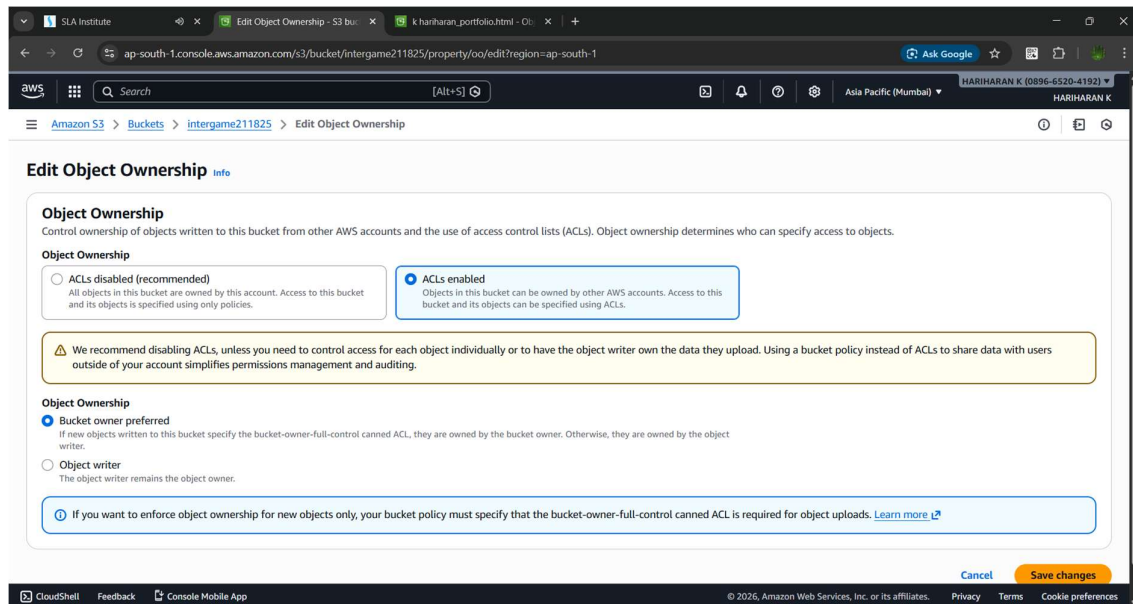 SLA Institute
Edit Object Ownership - S3 buc
k hariharan_portfolio.html - Ob
ap-south-1.console.aws.amazon.com/s3/bucket/intergame211825/property/oo/edit?region=ap-south-1
Ask Google
aws
Search
[Alt+S]
Asia Pacific (Mumbai)
HARIHARAN K (0896-6520-4192)
HARIHARAN K
Amazon S3 > Buckets > intergame211825 > Edit Object Ownership
Edit Object Ownership Info
Object Ownership
Control ownership of objects written to this bucket from other AWS accounts and the use of access control lists (ACLs). Object ownership determines who can specify access to objects.
Object Ownership
ACLs disabled (recommended)
All objects in this bucket are owned by this account. Access to this bucket
and its objects is specified using only policies.
ACLs enabled
Objects in this bucket can be owned by other AWS accounts. Access to this
bucket and its objects can be specified using ACLs.
We recommend disabling ACLs, unless you need to control access for each object individually or to have the object writer own the data they upload. Using a bucket policy instead of ACLs to share data with users
outside of your account simplifies permissions management and auditing.
Object Ownership
Bucket owner preferred
If new objects written to this bucket specify the bucket-owner-full-control canned ACL, they are owned by the bucket owner. Otherwise, they are owned by the object
writer.
Object writer
The object writer remains the object owner.
If you want to enforce object ownership for new objects only, your bucket policy must specify that the bucket-owner-full-control canned ACL is required for object uploads. Learn more
Cancel
Save changes
CloudShell Feedback Console Mobile App
© 2026, Amazon Web Services, Inc. or its affiliates. Privacy Terms Cookie preferences